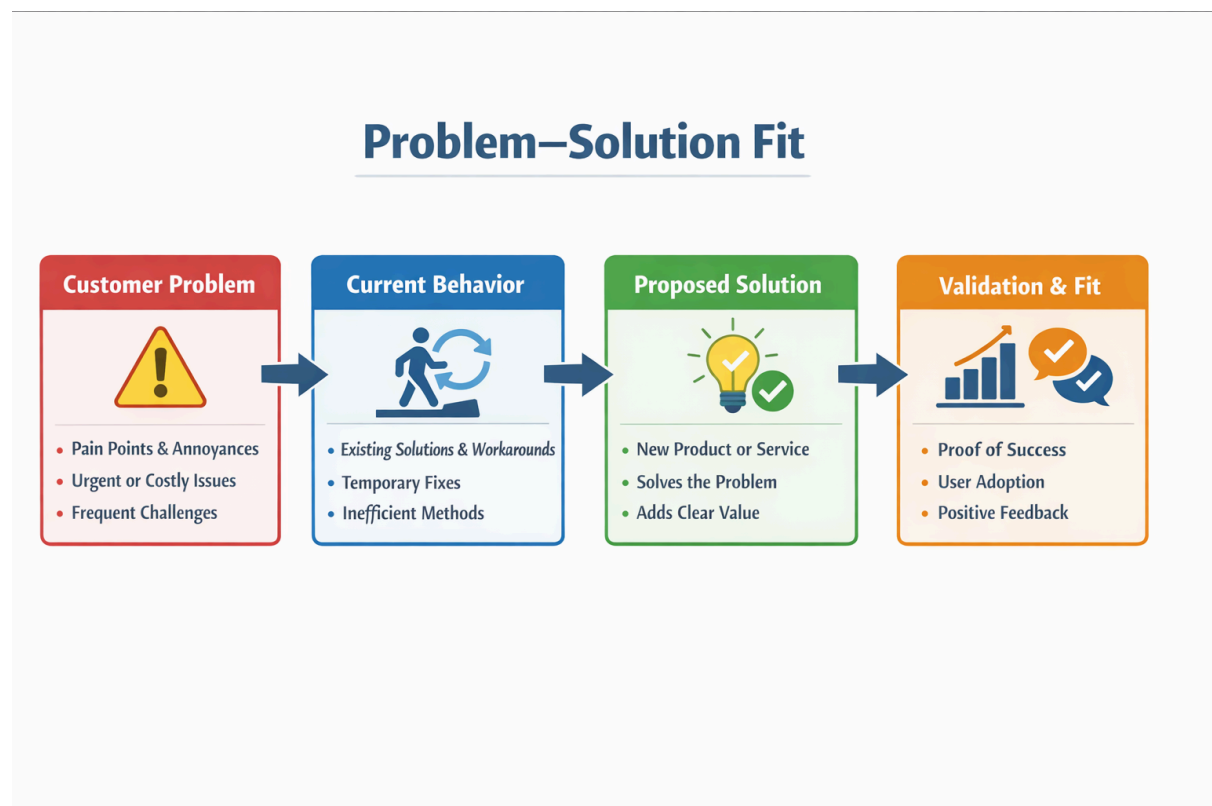 Problem—Solution Fit
Customer Problem
• Pain Points & Annoyances
• Urgent or Costly Issues
• Frequent Challenges
Current Behavior
• Existing Solutions & Workarounds
• Temporary Fixes
• Inefficient Methods
Proposed Solution
• New Product or Service
• Solves the Problem
• Adds Clear Value
Validation & Fit
• Proof of Success
• User Adoption
• Positive Feedback